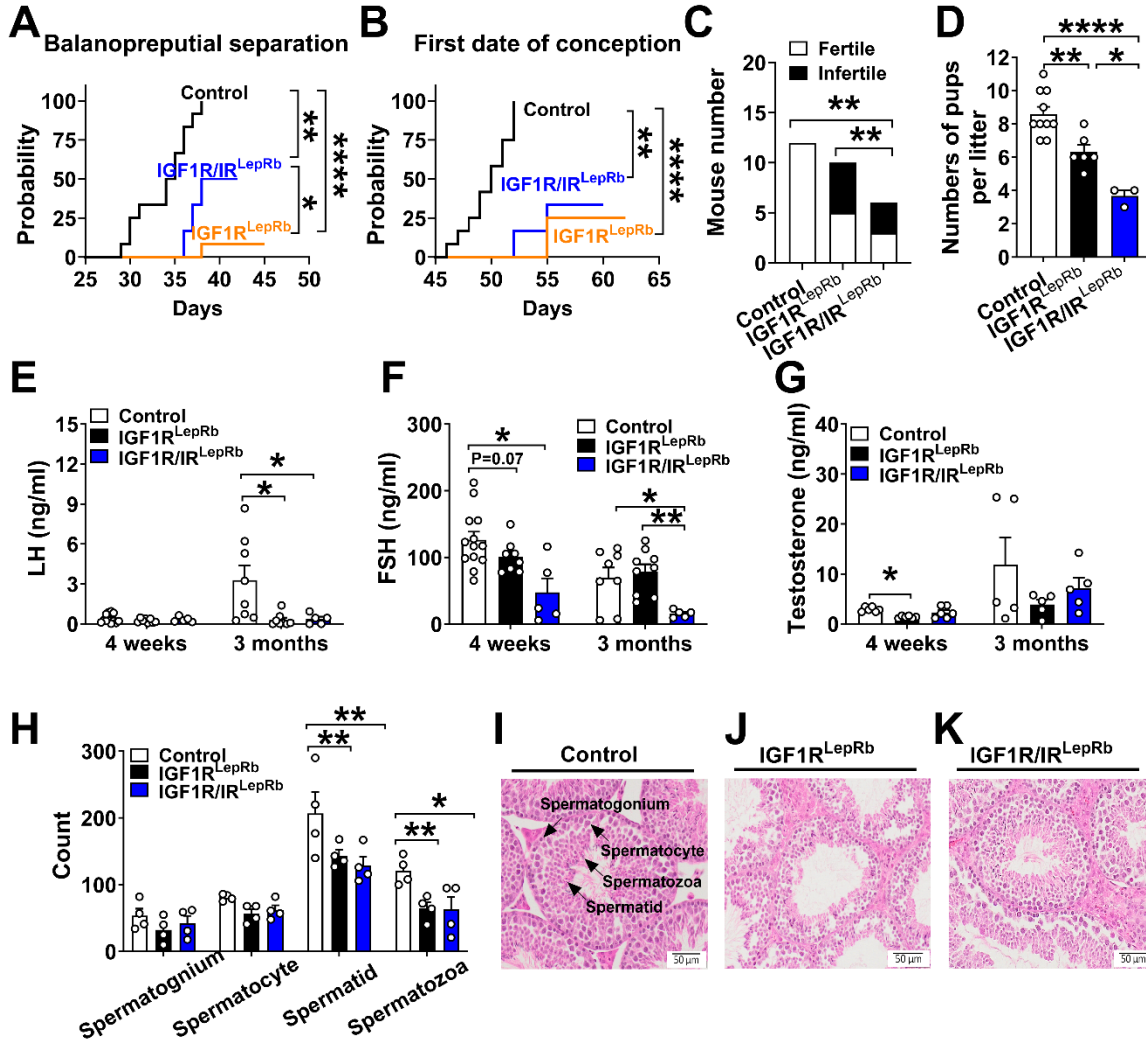 A
Balanopreputial separation
Probability
100
75
50
25
0
Control
IGF1R/IR^LepRb
IGF1R^LepRb
**
*
****
25 30 35 40 45 50
Days
B
First date of conception
Probability
100
75
50
25
0
Control
IGF1R/IR^LepRb
IGF1R^LepRb
**
****
45 50 55 60 65
Days
C
Fertile
Infertile
Mouse number
20
15
10
5
0
**
**
Control
IGF1R^LepRb
IGF1R/IR^LepRb
D
Numbers of pups
per litter
12
10
8
6
4
2
0
****
** *
Control
IGF1R^LepRb
IGF1R/IR^LepRb
E
LH (ng/ml)
15
12
9
6
3
0
Control
IGF1R^LepRb
IGF1R/IR^LepRb
*
*
4 weeks 3 months
F
FSH (ng/ml)
300
200
100
0
Control
IGF1R^LepRb
IGF1R/IR^LepRb
*
P=0.07
*
**
4 weeks 3 months
G
Testosterone (ng/ml)
40
30
20
10
0
Control
IGF1R^LepRb
IGF1R/IR^LepRb
*
4 weeks 3 months
H
Count
300
200
100
0
Control
IGF1R^LepRb
IGF1R/IR^LepRb
**
**
*
**
Spermatognium
Spermatocyte
Spermatid
Spermatozoa
I
Control
Spermatogonium
Spermatocyte
Spermatozoa
Spermatid
50 µm
J
IGF1R^LepRb
50 µm
K
IGF1R/IR^LepRb
50 µm